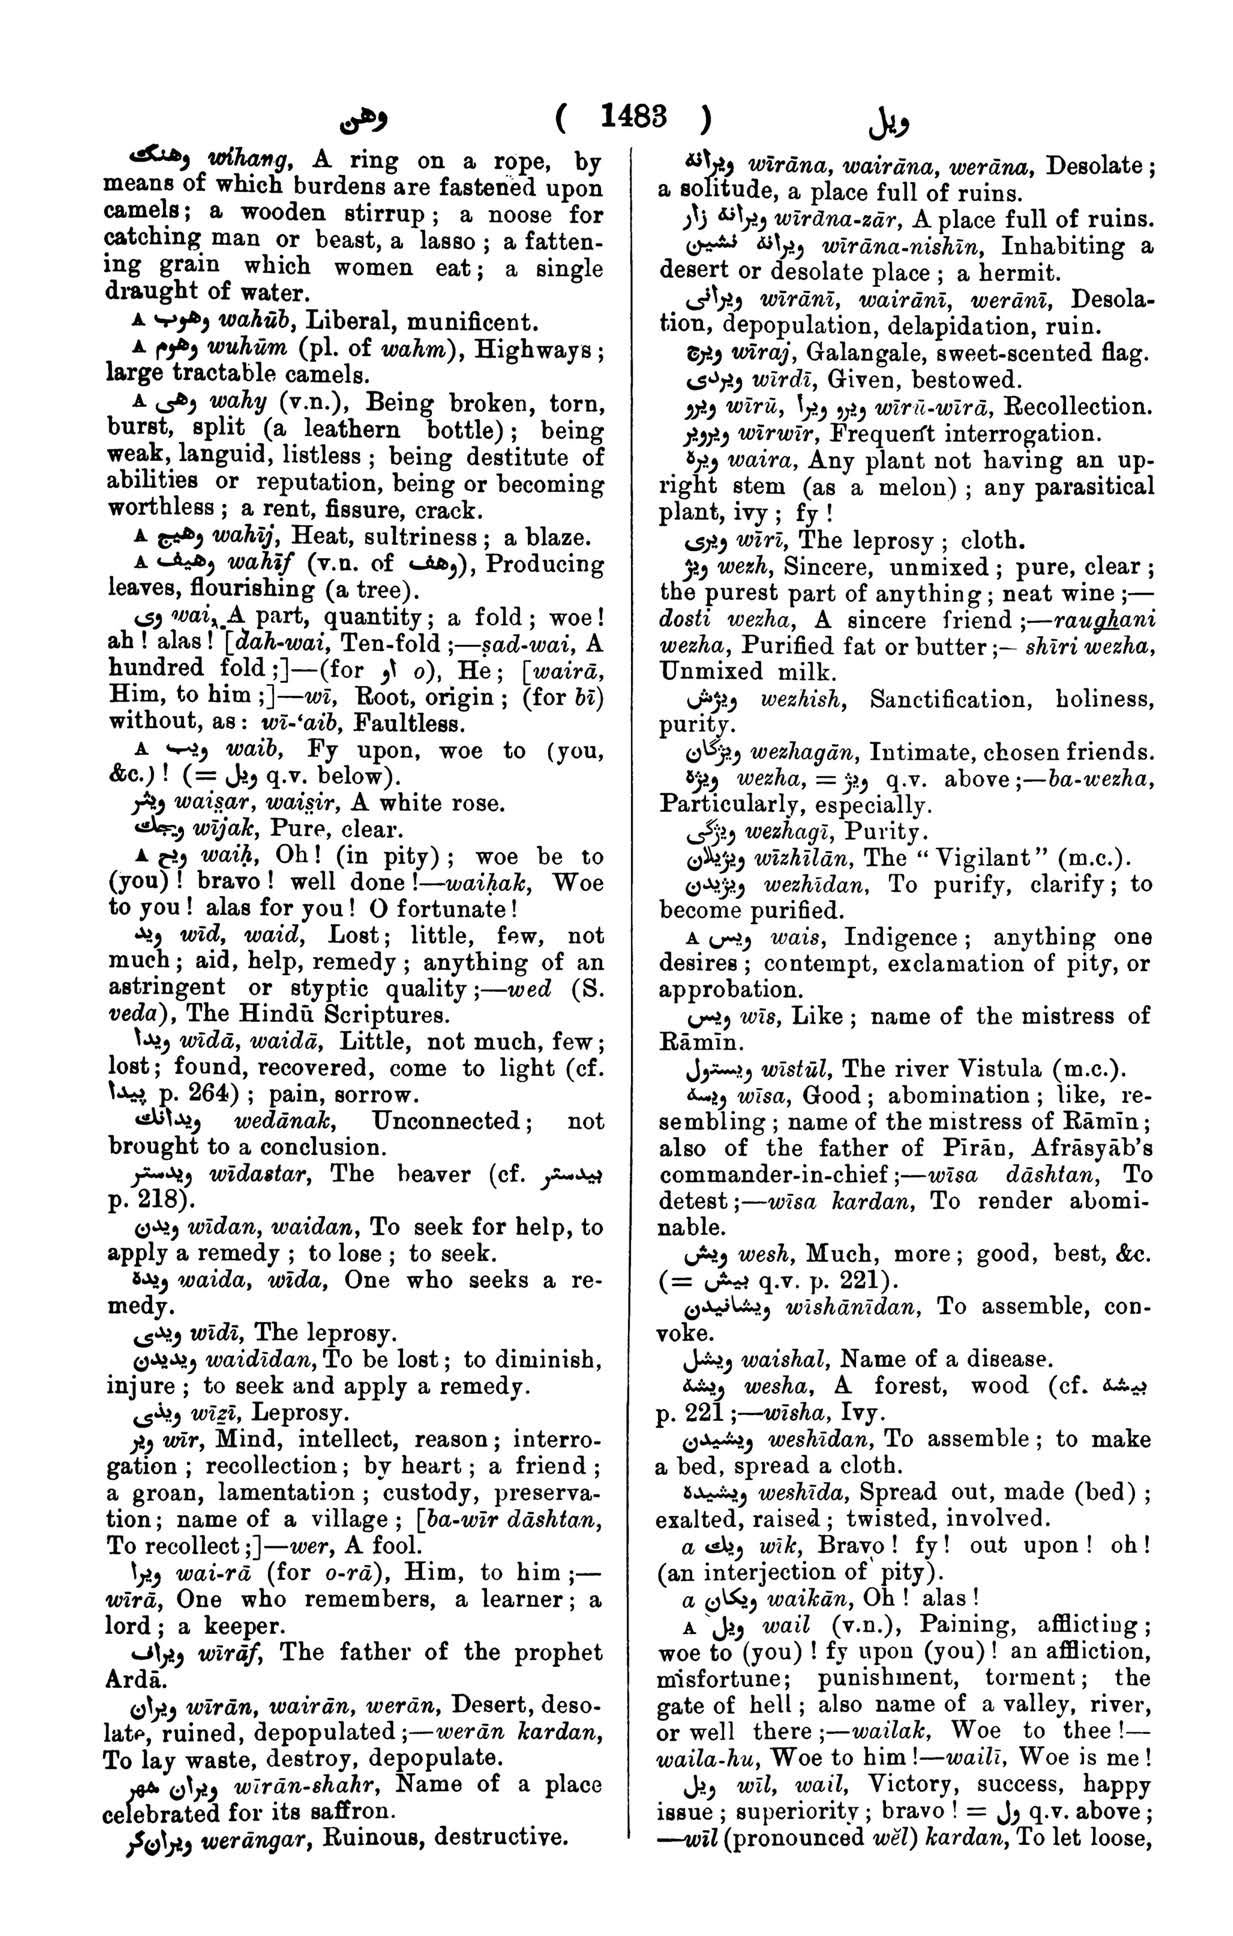 وهن ( 1483 ) ويل
وهنگ wihang, A ring on a rope, by
means of which burdens are fastened upon
camels; a wooden stirrup; a noose for
catching man or beast, a lasso; a fatten-
ing grain which women eat; a single
draught of water.
A وهوب wahūb, Liberal, munificent.
A وهوم wuhūm (pl. of wahm), Highways;
large tractable camels.
A وهى wahy (v.n.), Being broken, torn,
burst, split (a leathern bottle); being
weak, languid, listless; being destitute of
abilities or reputation, being or becoming
worthless; a rent, fissure, crack.
A وهيج wahīj, Heat, sultriness; a blaze.
A وهيف wahīf (v.n. of وهف), Producing
leaves, flourishing (a tree).
وى wai, A part, quantity; a fold; woe!
ah! alas! [dah-wai, Ten-fold;—ṣad-wai, A
hundred fold;]—(for او o), He; [wairā,
Him, to him;]—wī, Root, origin; (for bī)
without, as: wī-‘aib, Faultless.
A ويب waib, Fy upon, woe to (you,
&c.)! (= ويل q.v. below).
ويثر wais̤ar, wais̤ir, A white rose.
ويجك wījak, Pure, clear.
A ويح waiḥ, Oh! (in pity); woe be to
(you)! bravo! well done!—waiḥak, Woe
to you! alas for you! O fortunate!
ويد wīd, waid, Lost; little, few, not
much; aid, help, remedy; anything of an
astringent or styptic quality;—wed (S.
veda), The Hindū Scriptures.
ويدا wīdā, waidā, Little, not much, few;
lost; found, recovered, come to light (cf.
پيدا p. 264); pain, sorrow.
ويدانك wedānak, Unconnected; not
brought to a conclusion.
ويدستر wīdastar, The beaver (cf. بيدستر
p. 218).
ويدن wīdan, waidan, To seek for help, to
apply a remedy; to lose; to seek.
ويده waida, wīda, One who seeks a re-
medy.
ويدى wīdī, The leprosy.
ويديدن waidīdan, To be lost; to diminish,
injure; to seek and apply a remedy.
ويذى wīẕī, Leprosy.
وير wīr, Mind, intellect, reason; interro-
gation; recollection; by heart; a friend;
a groan, lamentation; custody, preserva-
tion; name of a village; [ba-wīr dāshtan,
To recollect;]—wer, A fool.
ويرا wai-rā (for o-rā), Him, to him;—
wīrā, One who remembers, a learner; a
lord; a keeper.
ويراف wīrāf, The father of the prophet
Ardā.
ويران wīrān, wairān, werān, Desert, deso-
late, ruined, depopulated;—werān kardan,
To lay waste, destroy, depopulate.
ويران شهر wīrān-shahr, Name of a place
celebrated for its saffron.
ويرانگر werāngar, Ruinous, destructive.
ويرانه wīrāna, wairāna, werāna, Desolate;
a solitude, a place full of ruins.
ويرانه زار wīrāna-zār, A place full of ruins.
ويرانه نشين wīrāna-nishīn, Inhabiting a
desert or desolate place; a hermit.
ويرانى wīrānī, wairānī, werānī, Desola-
tion, depopulation, delapidation, ruin.
ويرج wīraj, Galangale, sweet-scented flag.
ويردى wīrdī, Given, bestowed.
ويرو wīrū, ويرو ويرا wīrū-wīrā, Recollection.
ويروير wīrwīr, Frequent interrogation.
ويره waira, Any plant not having an up-
right stem (as a melon); any parasitical
plant, ivy; fy!
ويرى wīrī, The leprosy; cloth.
ويژ wezh, Sincere, unmixed; pure, clear;
the purest part of anything; neat wine;—
dosti wezha, A sincere friend;—raughani
wezha, Purified fat or butter;—shīri wezha,
Unmixed milk.
ويژش wezhish, Sanctification, holiness,
purity.
ويژگان wezhagān, Intimate, chosen friends.
ويژه wezha, = ويژ q.v. above;—ba-wezha,
Particularly, especially.
ويژگى wezhagī, Purity.
ويژيلان wīzhīlān, The “Vigilant” (m.c.).
ويژيدن wezhīdan, To purify, clarify; to
become purified.
A ويس wais, Indigence; anything one
desires; contempt, exclamation of pity, or
approbation.
ويس wīs, Like; name of the mistress of
Rāmīn.
ويستول wīstūl, The river Vistula (m.c.).
ويسه wīsa, Good; abomination; like, re-
sembling; name of the mistress of Rāmīn;
also of the father of Pīrān, Afrāsyāb’s
commander-in-chief;—wīsa dāshtan, To
detest;—wīsa kardan, To render abomi-
nable.
ويش wesh, Much, more; good, best, &c.
(= بيش q.v. p. 221).
ويشانيدن wishānīdan, To assemble, con-
voke.
ويشل waishal, Name of a disease.
ويشه wesha, A forest, wood (cf. بيشه
p. 221;—wīsha, Ivy.
ويشيدن weshīdan, To assemble; to make
a bed, spread a cloth.
ويشيده weshīda, Spread out, made (bed);
exalted, raised; twisted, involved.
a ويك wīk, Bravo! fy! out upon! oh!
(an interjection of pity).
a ويكان waikān, Oh! alas!
A ويل wail (v.n.), Paining, afflicting;
woe to (you)! fy upon (you)! an affliction,
misfortune; punishment, torment; the
gate of hell; also name of a valley, river,
or well there;—wailak, Woe to thee!—
waila-hu, Woe to him!—wailī, Woe is me!
ويل wīl, wail, Victory, success, happy
issue; superiority; bravo! = ول q.v. above;
—wīl (pronounced wĕl) kardan, To let loose,